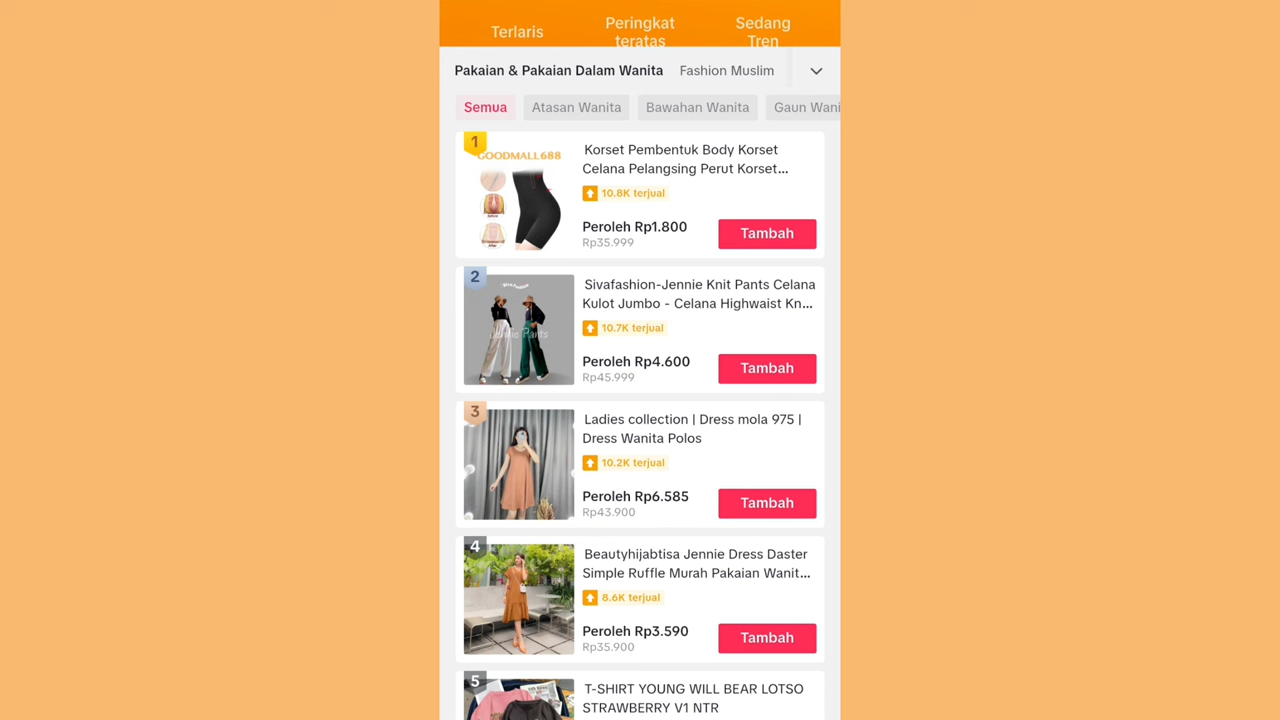 Terlaris
Peringkat
teratas
Sedang
Tren
Pakaian & Pakaian Dalam Wanita
Fashion Muslim
Semua
Atasan Wanita
Bawahan Wanita
Gaun Wani
1
GOODMALL688
Korset Pembentuk Body Korset
Celana Pelangsing Perut Korset...
10.8K terjual
Peroleh Rp1.800
Rp35.999
Tambah
2
Jennie Pants
Sivafashion-Jennie Knit Pants Celana
Kulot Jumbo - Celana Highwaist Kn...
10.7K terjual
Peroleh Rp4.600
Rp45.999
Tambah
3
Ladies collection | Dress mola 975 |
Dress Wanita Polos
10.2K terjual
Peroleh Rp6.585
Rp43.900
Tambah
4
Beautyhijabtisa Jennie Dress Daster
Simple Ruffle Murah Pakaian Wanit...
8.6K terjual
Peroleh Rp3.590
Rp35.900
Tambah
5
T-SHIRT YOUNG WILL BEAR LOTSO
STRAWBERRY V1 NTR